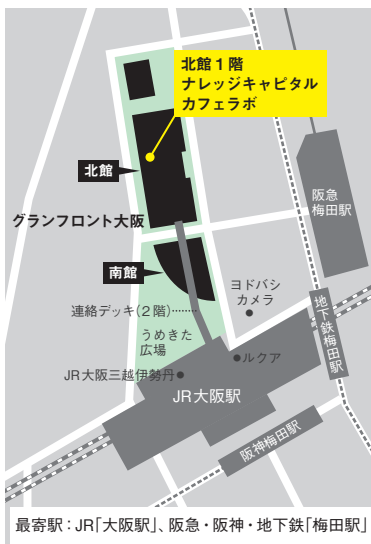 北館1階
ナレッジキャピタル
カフェラボ
北館
グランフロント大阪
南館
連絡デッキ(2階)
うめきた
広場
JR大阪三越伊勢丹
ヨドバシ
カメラ
ルクア
JR大阪駅
阪急
梅田駅
地下鉄梅田駅
阪神梅田駅
最寄駅：JR「大阪駅」、阪急・阪神・地下鉄「梅田駅」